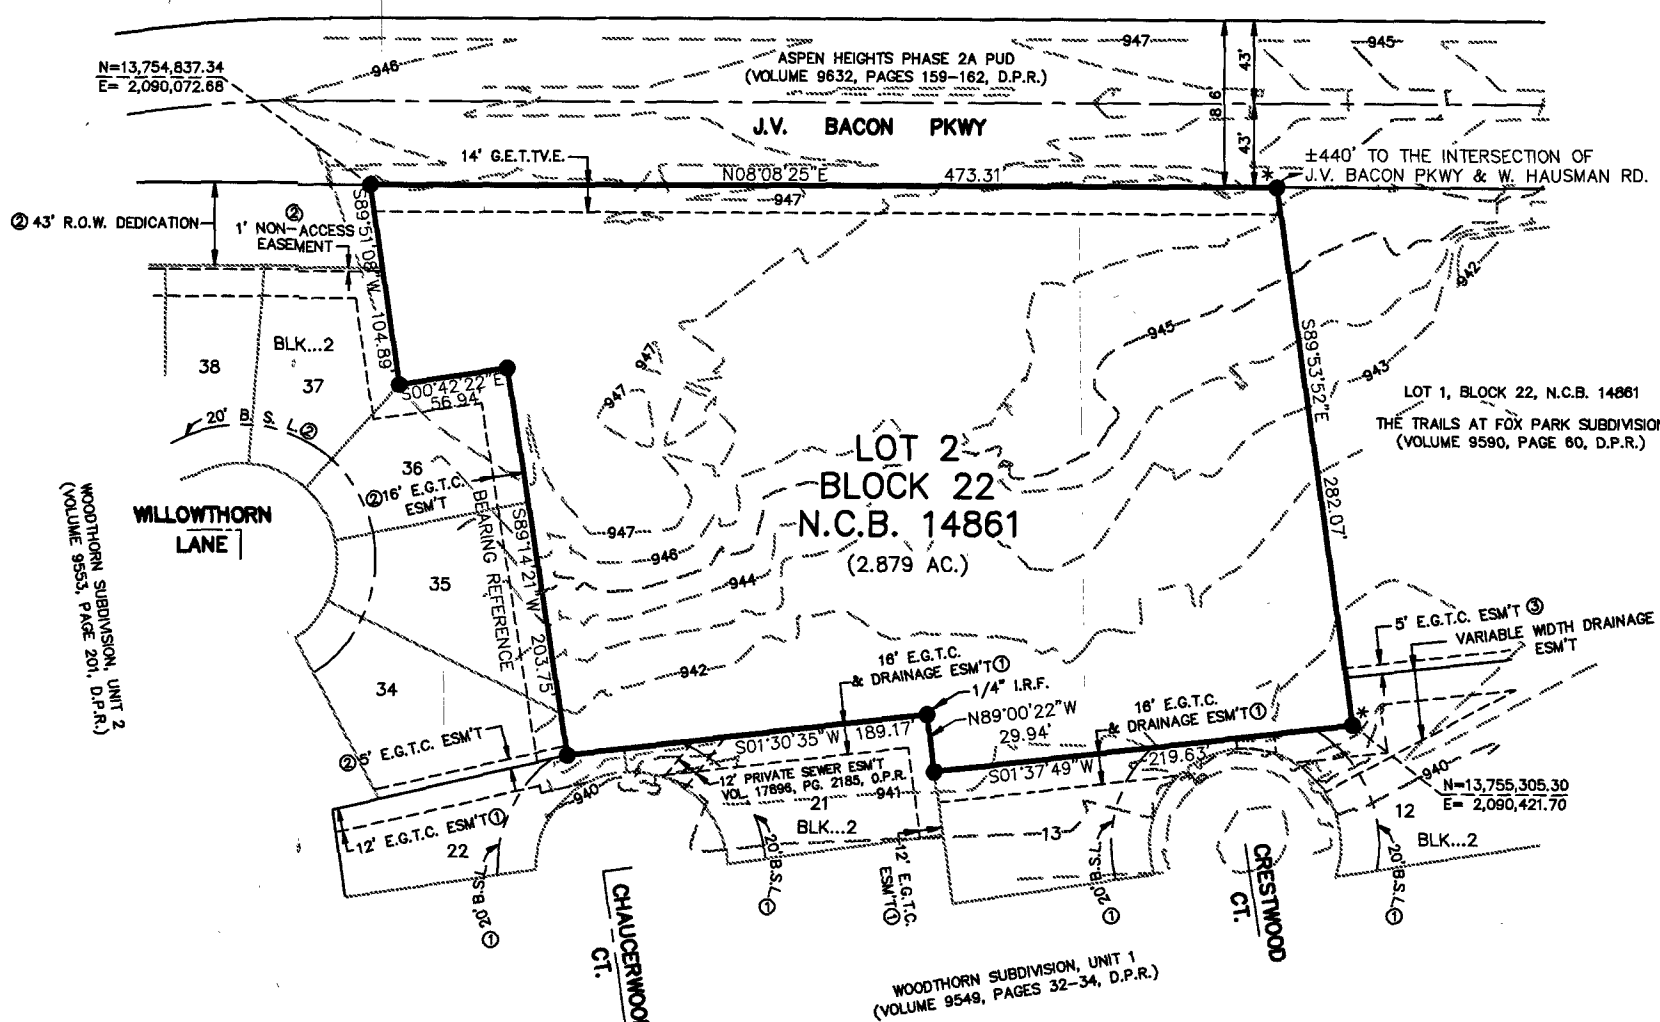 N=13,754,837.34
E= 2,090,072.68
946
ASPEN HEIGHTS PHASE 2A PUD
(VOLUME 9632, PAGES 159-162, D.P.R.)
947
945
43'
86'
43'
J.V. BACON PKWY
14' G.E.T.TV.E.
N08°08'25"E 473.31'
947
*
±440' TO THE INTERSECTION OF
J.V. BACON PKWY & W. HAUSMAN RD.
② 43' R.O.W. DEDICATION
②
1' NON-ACCESS
EASEMENT
S89°51'08"W 104.89
942
945
943
S89°53'52"E
282.07'
LOT 1, BLOCK 22, N.C.B. 14861
THE TRAILS AT FOX PARK SUBDIVISION
(VOLUME 9590, PAGE 60, D.P.R.)
38
BLK...2
37
20' B. S. L.②
S00°42'22"E
56.94'
947
947
LOT 2
BLOCK 22
N.C.B. 14861
(2.879 AC.)
36
②16' E.G.T.C.
ESM'T
BEARING REFERENCE
S89°14'21"W 203.75'
WILLOWTHORN
LANE
WOODTHORN SUBDIVISION, UNIT 2
(VOLUME 9553, PAGE 201, D.P.R.)
947
946
944
942
35
34
5' E.G.T.C. ESM'T ③
VARIABLE WIDTH DRAINAGE
ESM'T
16' E.G.T.C.
& DRAINAGE ESM'T①
1/4" I.R.F.
N89°00'22"W
29.94'
16' E.G.T.C.
& DRAINAGE ESM'T①
*
S01°30'35"W 189.17'
② 5' E.G.T.C. ESM'T
12' PRIVATE SEWER ESM'T
VOL. 17896, PG. 2185, O.P.R.
S01°37'49"W 219.63'
940
N=13,755,305.30
E= 2,090,421.70
940
21
941
BLK...2
13
12
BLK...2
12' E.G.T.C. ESM'T①
22
20' B.S.L. ①
20' B.S.L. ①
12' E.G.T.C.
ESM'T①
20' B.S.L. ①
20' B.S.L. ①
CHAUCERWOO
CT.
CRESTWOOD
CT.
WOODTHORN SUBDIVISION, UNIT 1
(VOLUME 9549, PAGES 32-34, D.P.R.)